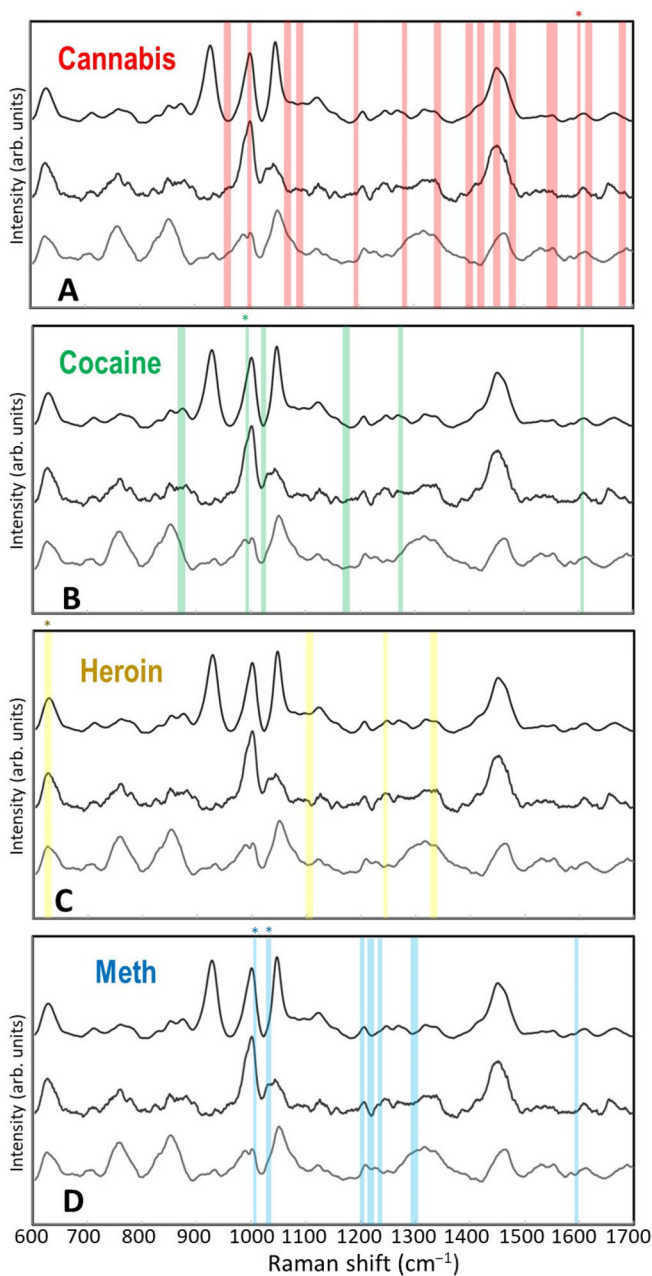 *
Cannabis
Intensity (arb. units)
A
*
Cocaine
Intensity (arb. units)
B
*
Heroin
Intensity (arb. units)
C
* *
Meth
Intensity (arb. units)
D
600 700 800 900 1000 1100 1200 1300 1400 1500 1600 1700
Raman shift (cm⁻¹)